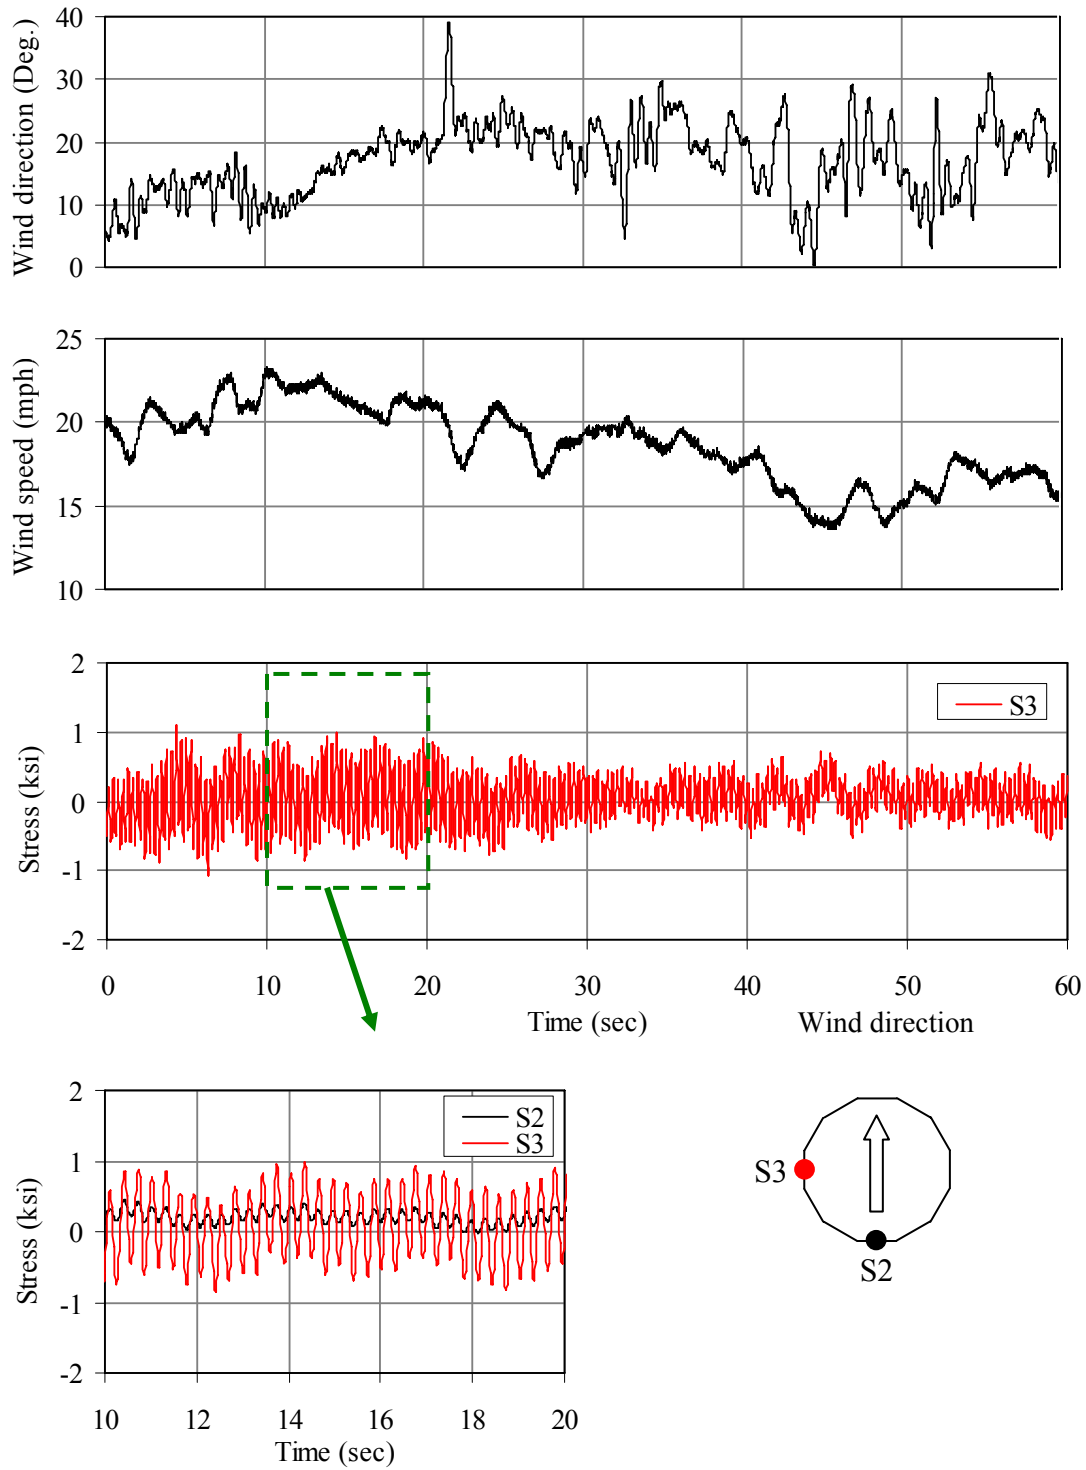 Wind direction (Deg.)
40
30
20
10
0
Wind speed (mph)
25
20
15
10
Stress (ksi)
2
1
0
-1
-2
S3
0 10 20 30 40 50 60
Time (sec)
Wind direction
Stress (ksi)
2
1
0
-1
-2
S2
S3
10 12 14 16 18 20
Time (sec)
S3
S2